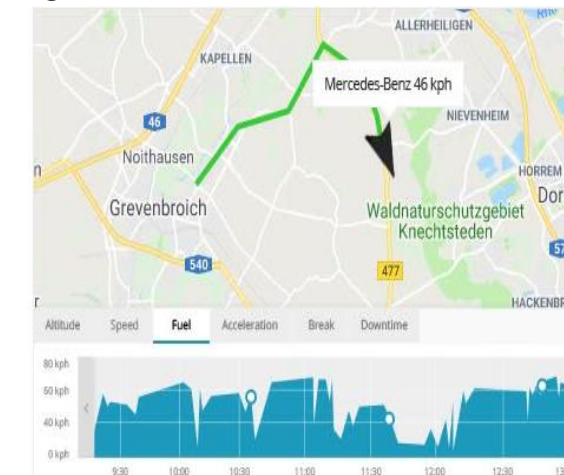 ALLERHEILIGEN
KAPELLEN
Mercedes-Benz 46 kph
46
NIEVENHEIM
Noithausen
HORREM
Dor
Grevenbroich
Waldnaturschutzgebiet
Knechtsteden
540
57
477
HACKENBR
Altitude Speed Fuel Acceleration Break Downtime
80 kph
60 kph
40 kph
0 kph
9:30 10:00 10:30 11:00 11:30 12:00 12:30 13